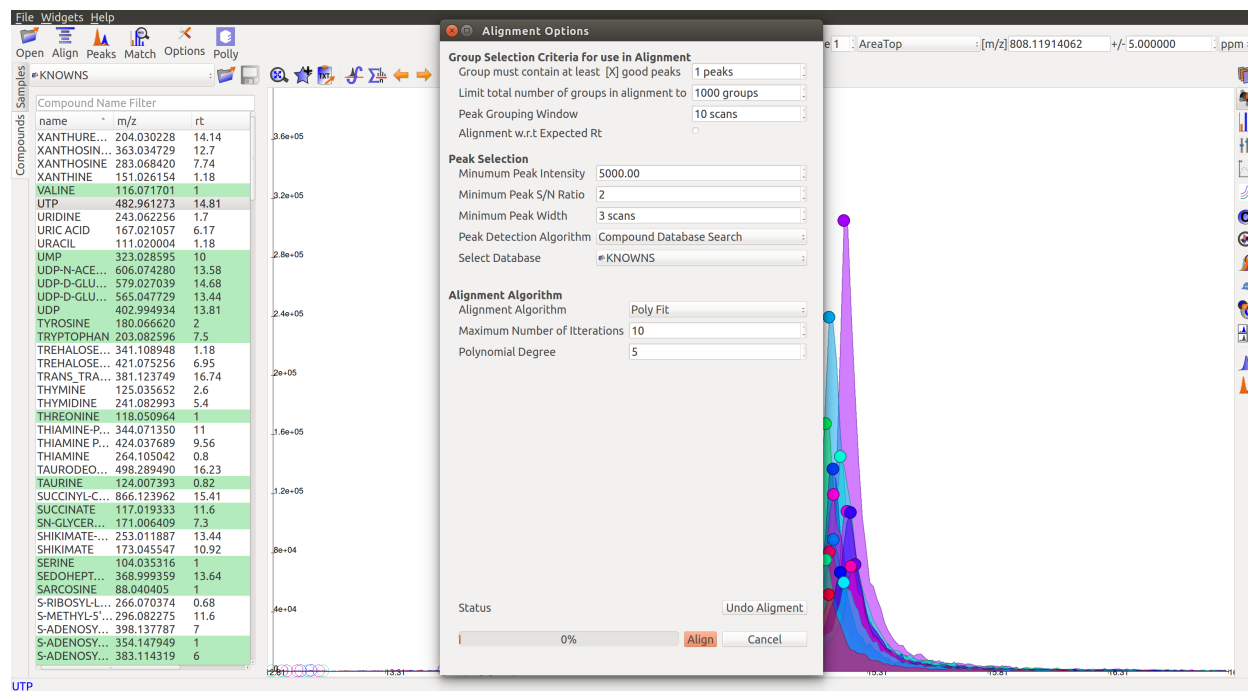 File Widgets Help
Open Align Peaks Match Options Polly
AreaTop [m/z] 808.11914062 +/- 5.000000 ppm
Samples
Compounds
KNOWNS
Compound Name Filter
name m/z rt
XANTHURE... 204.030228 14.14
XANTHOSIN... 363.034729 12.7
XANTHOSINE 283.068420 7.74
XANTHINE 151.026154 1.18
VALINE 116.071701 1
UTP 482.961273 14.81
URIDINE 243.062256 1.7
URIC ACID 167.021057 6.17
URACIL 111.020004 1.18
UMP 323.028595 10
UDP-N-ACE... 606.074280 13.58
UDP-D-GLU... 579.027039 14.68
UDP-D-GLU... 565.047729 13.44
UDP 402.994934 13.81
TYROSINE 180.066620 2
TRYPTOPHAN 203.082596 7.5
TREHALOSE... 341.108948 1.18
TREHALOSE... 421.075256 6.95
TRANS_TRA... 381.123749 16.74
THYMINE 125.035652 2.6
THYMIDINE 241.082993 5.4
THREONINE 118.050964 1
THIAMINE-P... 344.071350 11
THIAMINE P... 424.037689 9.56
THIAMINE 264.105042 0.8
TAURODEO... 498.289490 16.23
TAURINE 124.007393 0.82
SUCCINYL-C... 866.123962 15.41
SUCCINATE 117.019333 11.6
SN-GLYCER... 171.006409 7.3
SHIKIMATE-... 253.011887 13.44
SHIKIMATE 173.045547 10.92
SERINE 104.035316 1
SEDOHEPT... 368.999359 13.64
SARCOSINE 88.040405 1
S-RIBOSYL-L... 266.070374 0.68
S-METHYL-5'... 296.082275 11.6
S-ADENOSY... 398.137787 7
S-ADENOSY... 354.147949 1
S-ADENOSY... 383.114319 6
UTP
3.6e+05
3.2e+05
2.8e+05
2.4e+05
2e+05
1.6e+05
1.2e+05
8e+04
4e+04
12.81 13.31 15.31 15.81 16.31
Alignment Options
Group Selection Criteria for use in Alignment
Group must contain at least [X] good peaks 1 peaks
Limit total number of groups in alignment to 1000 groups
Peak Grouping Window 10 scans
Alignment w.r.t Expected Rt
Peak Selection
Minumum Peak Intensity 5000.00
Minimum Peak S/N Ratio 2
Minimum Peak Width 3 scans
Peak Detection Algorithm Compound Database Search
Select Database KNOWNS
Alignment Algorithm
Alignment Algorithm Poly Fit
Maximum Number of Itterations 10
Polynomial Degree 5
Status Undo Aligment
0% Align Cancel